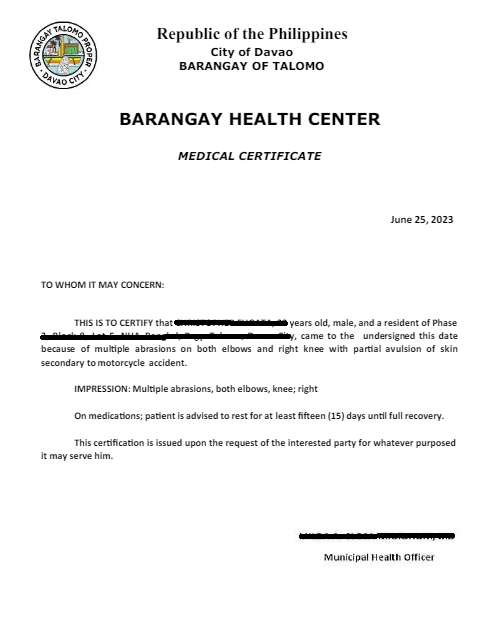 Republic of the Philippines
City of Davao
BARANGAY OF TALOMO
BARANGAY TALOMO PROPER
DAVAO CITY
BARANGAY HEALTH CENTER
MEDICAL CERTIFICATE
June 25, 2023
TO WHOM IT MAY CONCERN:
THIS IS TO CERTIFY that years old, male, and a resident of Phase
, came to the undersigned this date
because of multiple abrasions on both elbows and right knee with partial avulsion of skin
secondary to motorcycle accident.
IMPRESSION: Multiple abrasions, both elbows, knee; right
On medications; patient is advised to rest for at least fifteen (15) days until full recovery.
This certification is issued upon the request of the interested party for whatever purposed
it may serve him.
Municipal Health Officer